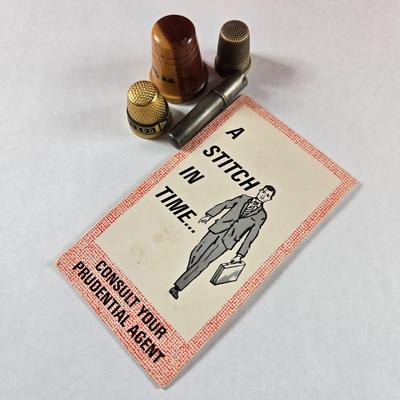 A
STITCH
IN
TIME...
CONSULT YOUR
PRUDENTIAL AGENT